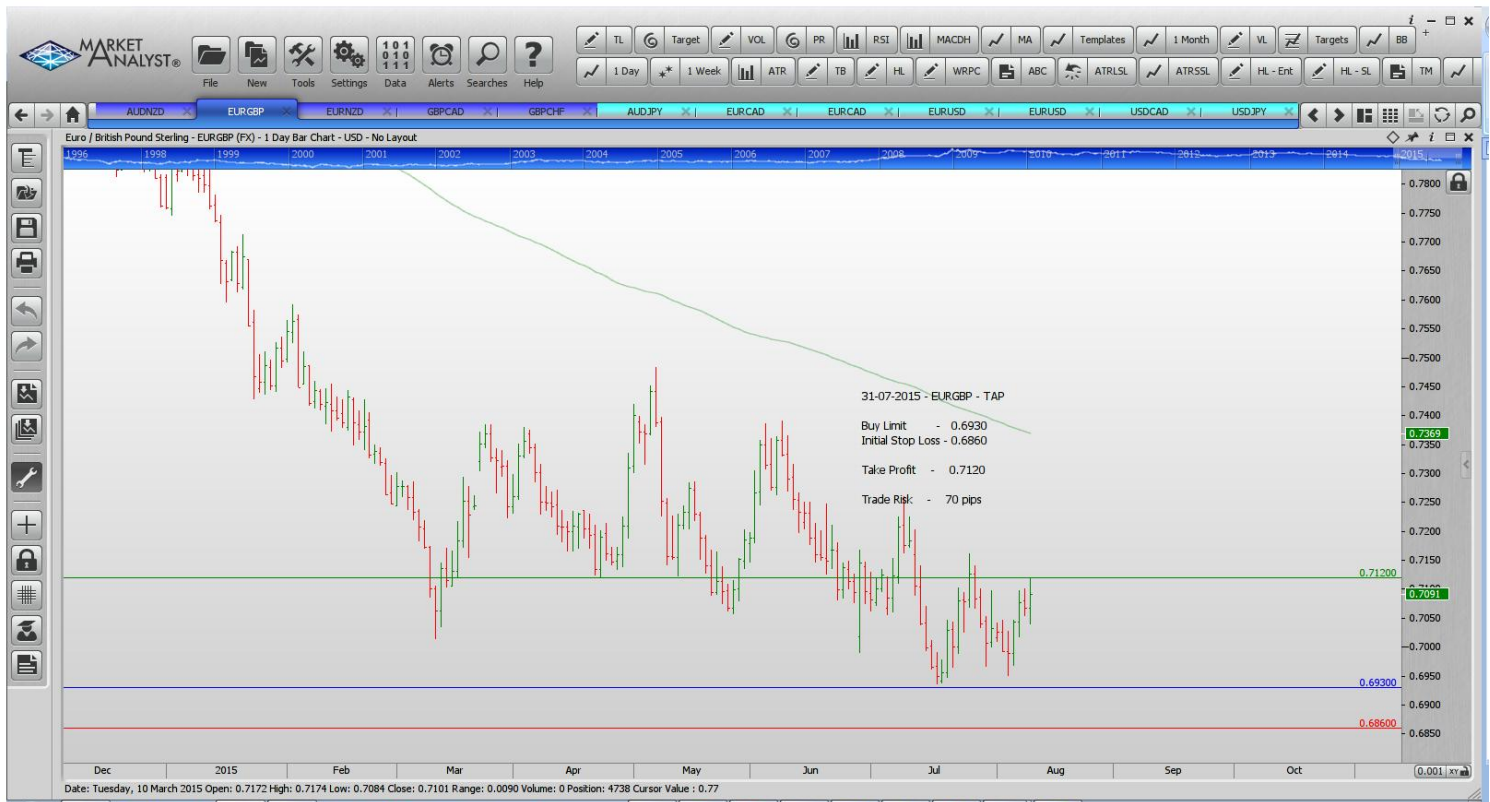 MARKET
ANALYST®
File New Tools Settings Data Alerts Searches Help
101
010
111
TL Target VOL PR RSI MACDH MA Templates 1 Month VL Targets BB
1 Day 1 Week ATR TB HL WRPC ABC ATRLSL ATRSSL HL - Ent HL - SL TM
AUDNZD EURGBP EURNZD GBPCAD GBPCHF AUDJPY EURCAD EURCAD EURUSD EURUSD USDCAD USDJPY
Euro / British Pound Sterling - EURGBP (FX) - 1 Day Bar Chart - USD - No Layout
1996 1998 1999 2000 2001 2002 2003 2004 2005 2006 2007 2008 2009 2010 2011 2012 2013 2014 2015
0.7800
0.7750
0.7700
0.7650
0.7600
0.7550
0.7500
0.7450
31-07-2015 - EURGBP - TAP
0.7400
Buy Limit - 0.6930
0.7369
Initial Stop Loss - 0.6860
0.7350
Take Profit - 0.7120
0.7300
Trade Risk - 70 pips
0.7250
0.7200
0.7150
0.71200
0.7100
0.7091
0.7050
0.7000
0.6950
0.69300
0.6900
0.68600
0.6850
Dec 2015 Feb Mar Apr May Jun Jul Aug Sep Oct
0.001 XY
Date: Tuesday, 10 March 2015 Open: 0.7172 High: 0.7174 Low: 0.7084 Close: 0.7101 Range: 0.0090 Volume: 0 Position: 4738 Cursor Value : 0.77